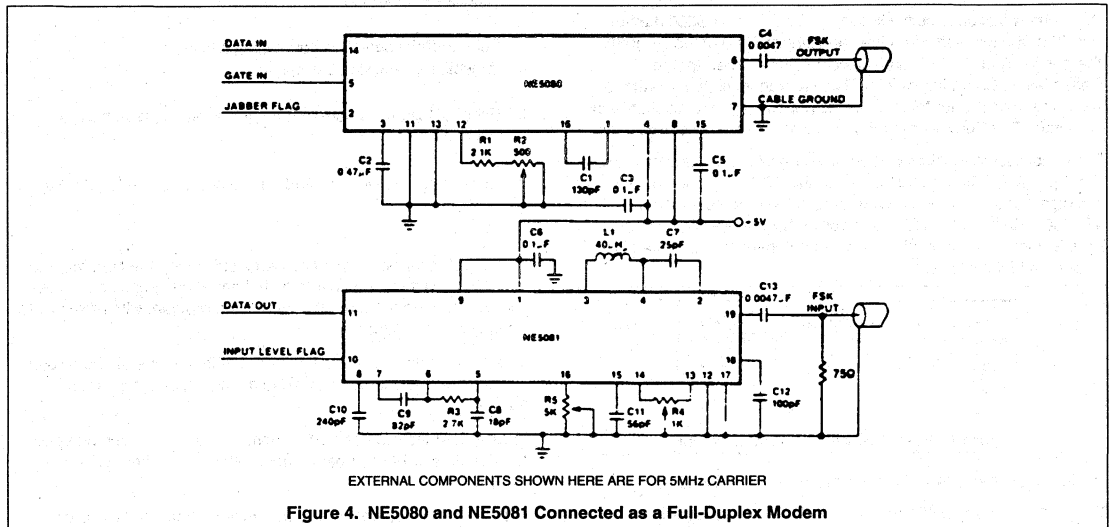 DATA IN
GATE IN
JABBER FLAG
14
5
2
NE5080
6
7
C4
0 0047
FSK
OUTPUT
CABLE GROUND
3
11
13
12
16
1
4
8
15
C2
0 47µF
R1
2 1K
R2
500
C1
130pF
C3
0 1µF
C5
0 1µF
-5V
C6
0 1µF
L1
40µH
C7
25pF
9
1
3
4
2
DATA OUT
INPUT LEVEL FLAG
11
10
NE5081
19
18
C13
0 0047µF
FSK
INPUT
75Ω
C12
100pF
8
7
6
5
16
15
14
13
12
17
C10
240pF
C9
82pF
R3
2 7K
C8
18pF
R5
5K
C11
56pF
R4
1K
EXTERNAL COMPONENTS SHOWN HERE ARE FOR 5MHz CARRIER
Figure 4. NE5080 and NE5081 Connected as a Full-Duplex Modem